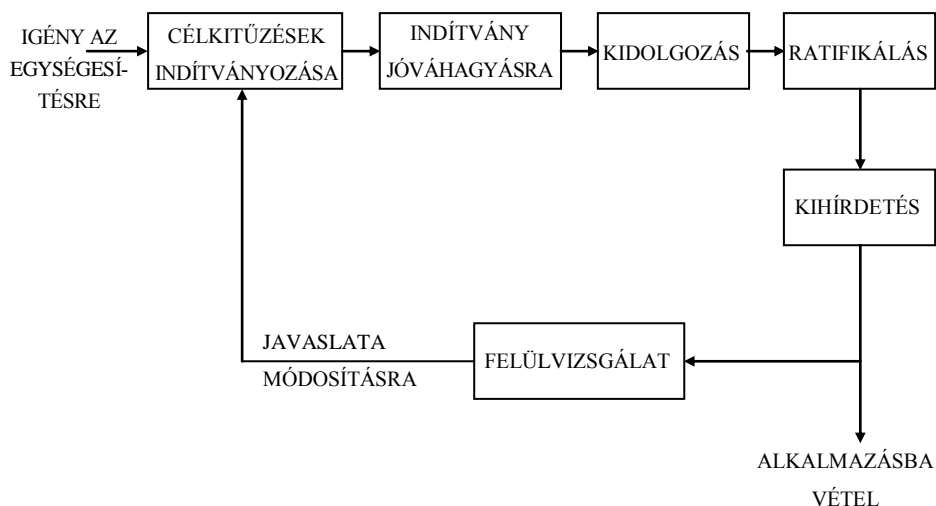 IGÉNY AZ
EGYSÉGESÍ-
TÉSRE
CÉLKITŰZÉSEK
INDÍTVÁNYOZÁSA
INDÍTVÁNY
JÓVÁHAGYÁSRA
KIDOLGOZÁS
RATIFIKÁLÁS
KIHÍRDETÉS
FELÜLVIZSGÁLAT
JAVASLATA
MÓDOSÍTÁSRA
ALKALMAZÁSBA
VÉTEL